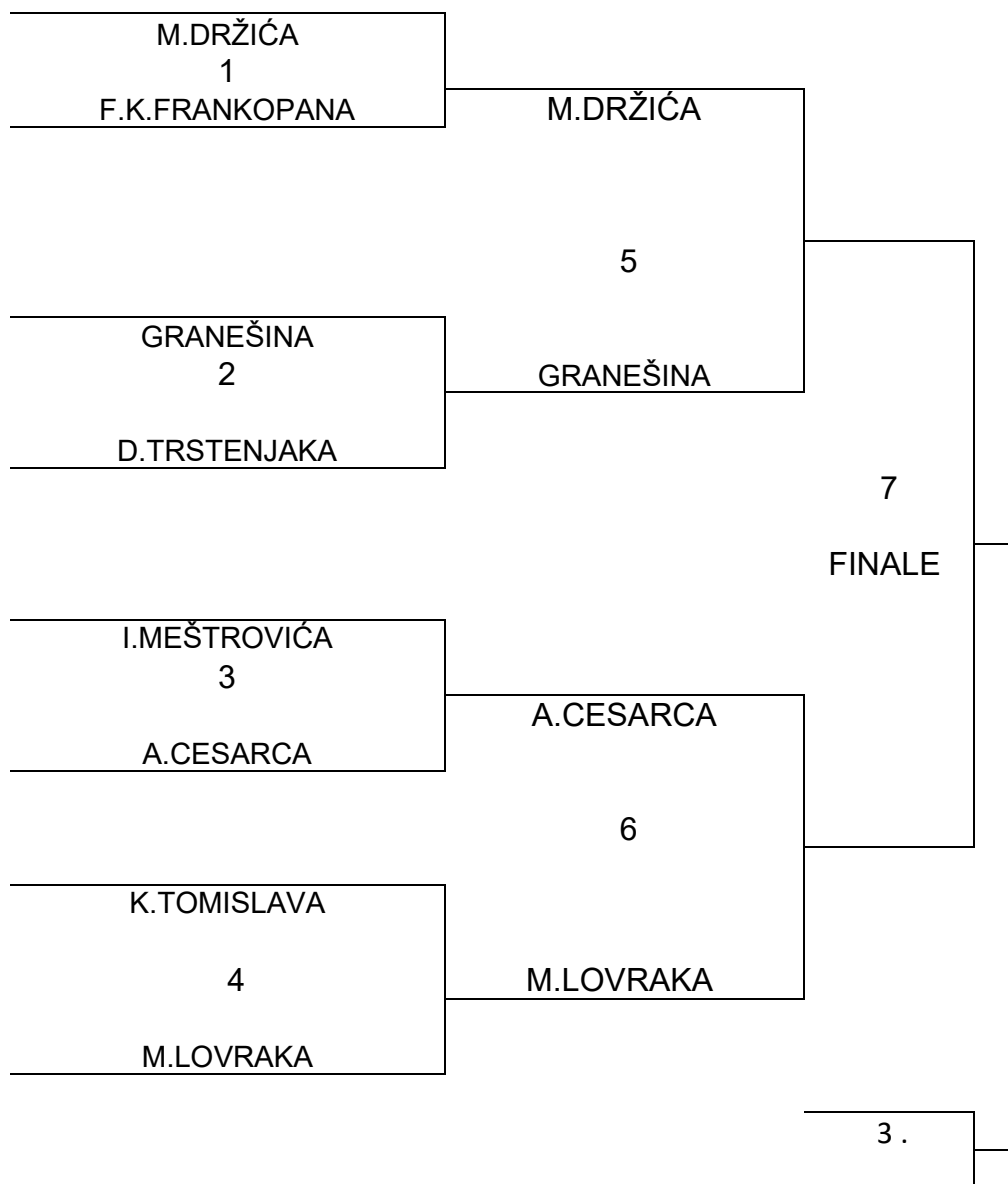 M.DRŽIĆA
1
F.K.FRANKOPANA
M.DRŽIĆA
5
GRANEŠINA
2
GRANEŠINA
D.TRSTENJAKA
7
FINALE
I.MEŠTROVIĆA
3
A.CESARCA
A.CESARCA
6
K.TOMISLAVA
4
M.LOVRAKA
M.LOVRAKA
3 .